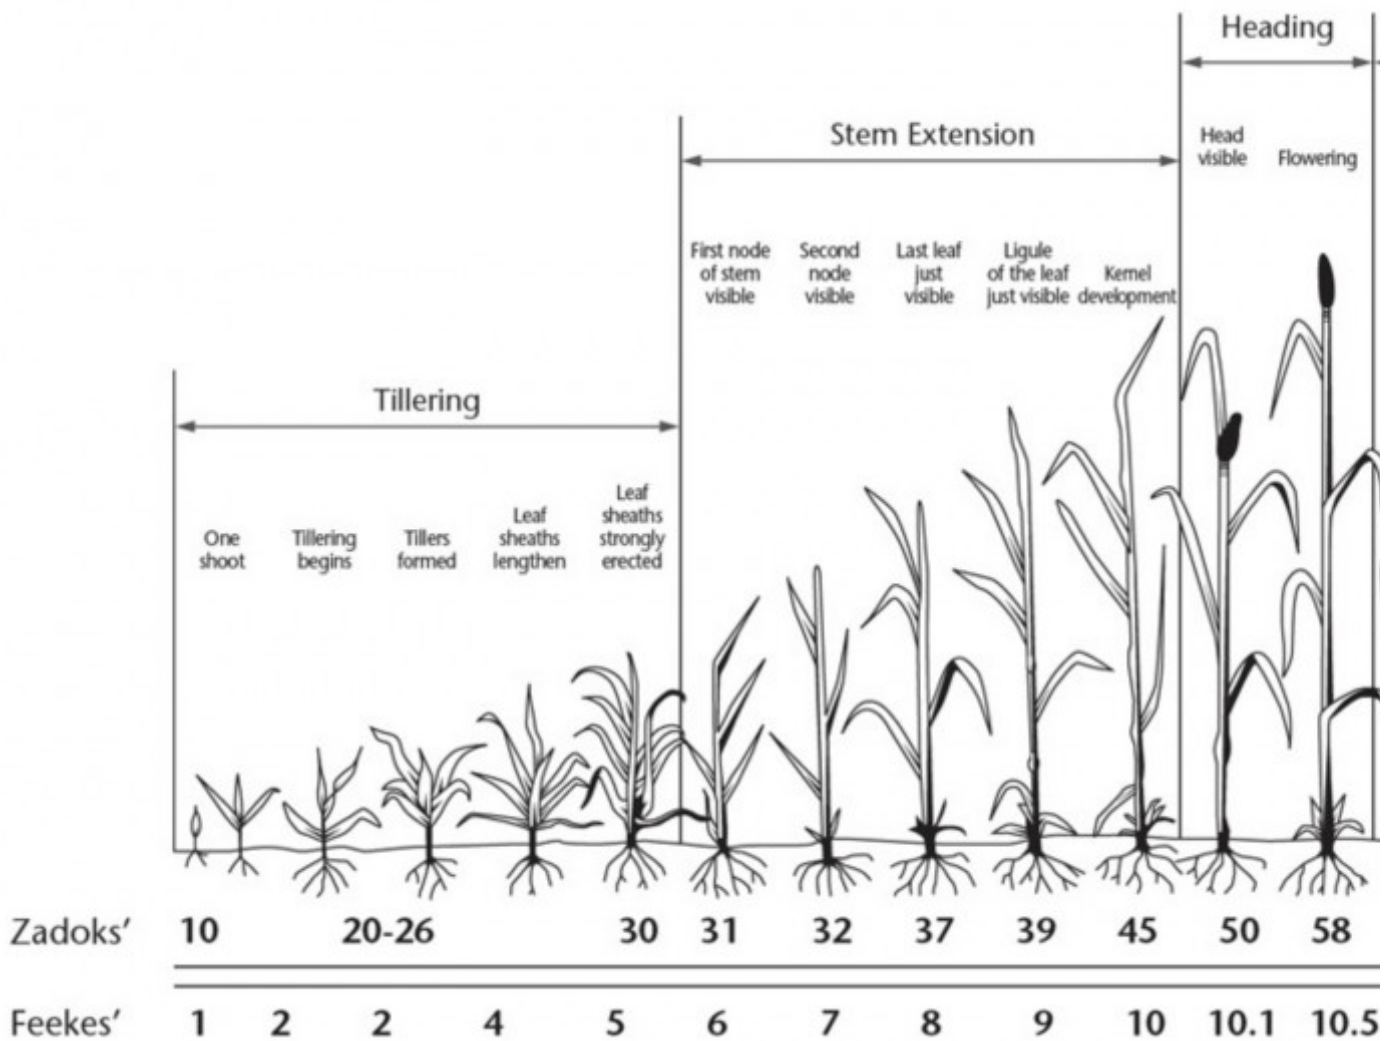 Heading
Head
visible
Flowering
Stem Extension
First node
of stem
visible
Second
node
visible
Last leaf
just
visible
Ligule
of the leaf
just visible
Kernel
development
Tillering
One
shoot
Tillering
begins
Tillers
formed
Leaf
sheaths
lengthen
Leaf
sheaths
strongly
erected
Zadoks’ 10 20-26 30 31 32 37 39 45 50 58
Feekes’ 1 2 2 4 5 6 7 8 9 10 10.1 10.5